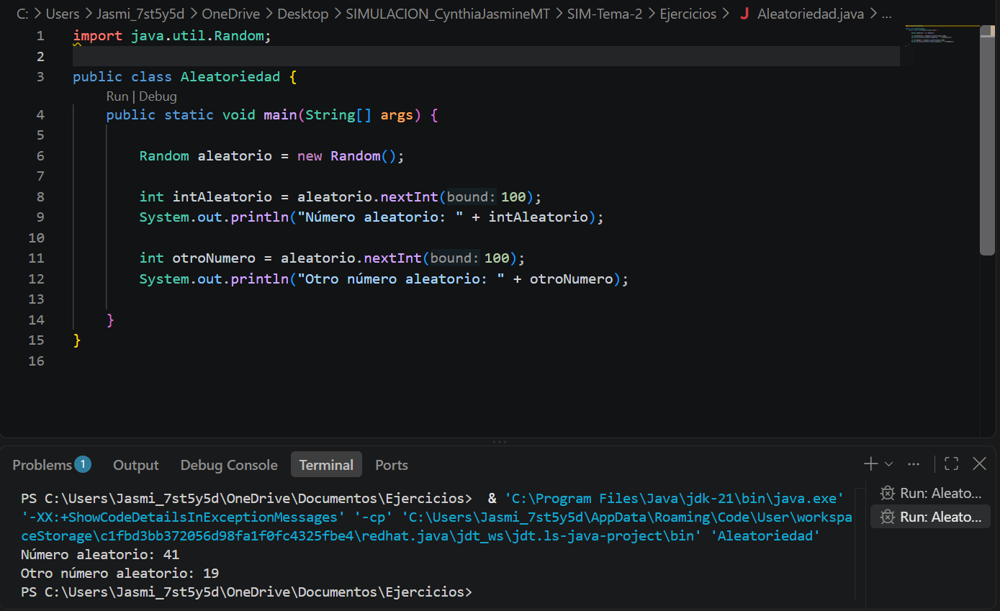 C: > Users > Jasmi_7st5y5d > OneDrive > Desktop > SIMULACION_CynthiaJasmineMT > SIM-Tema-2 > Ejercicios > J Aleatoriedad.java > ...
1 import java.util.Random;
2
3 public class Aleatoriedad {
Run | Debug
4 public static void main(String[] args) {
5
6 Random aleatorio = new Random();
7
8 int intAleatorio = aleatorio.nextInt(bound: 100);
9 System.out.println("Número aleatorio: " + intAleatorio);
10
11 int otroNumero = aleatorio.nextInt(bound: 100);
12 System.out.println("Otro número aleatorio: " + otroNumero);
13
14 }
15 }
16
Problems 1 Output Debug Console Terminal Ports
PS C:\Users\Jasmi_7st5y5d\OneDrive\Documentos\Ejercicios>  & 'C:\Program Files\Java\jdk-21\bin\java.exe'
'-XX:+ShowCodeDetailsInExceptionMessages' '-cp' 'C:\Users\Jasmi_7st5y5d\AppData\Roaming\Code\User\workspa
ceStorage\c1fbd3bb372056d98fa1f0fc4325fbe4\redhat.java\jdt_ws\jdt.ls-java-project\bin' 'Aleatoriedad'
Número aleatorio: 41
Otro número aleatorio: 19
PS C:\Users\Jasmi_7st5y5d\OneDrive\Documentos\Ejercicios>
Run: Aleato...
Run: Aleato...